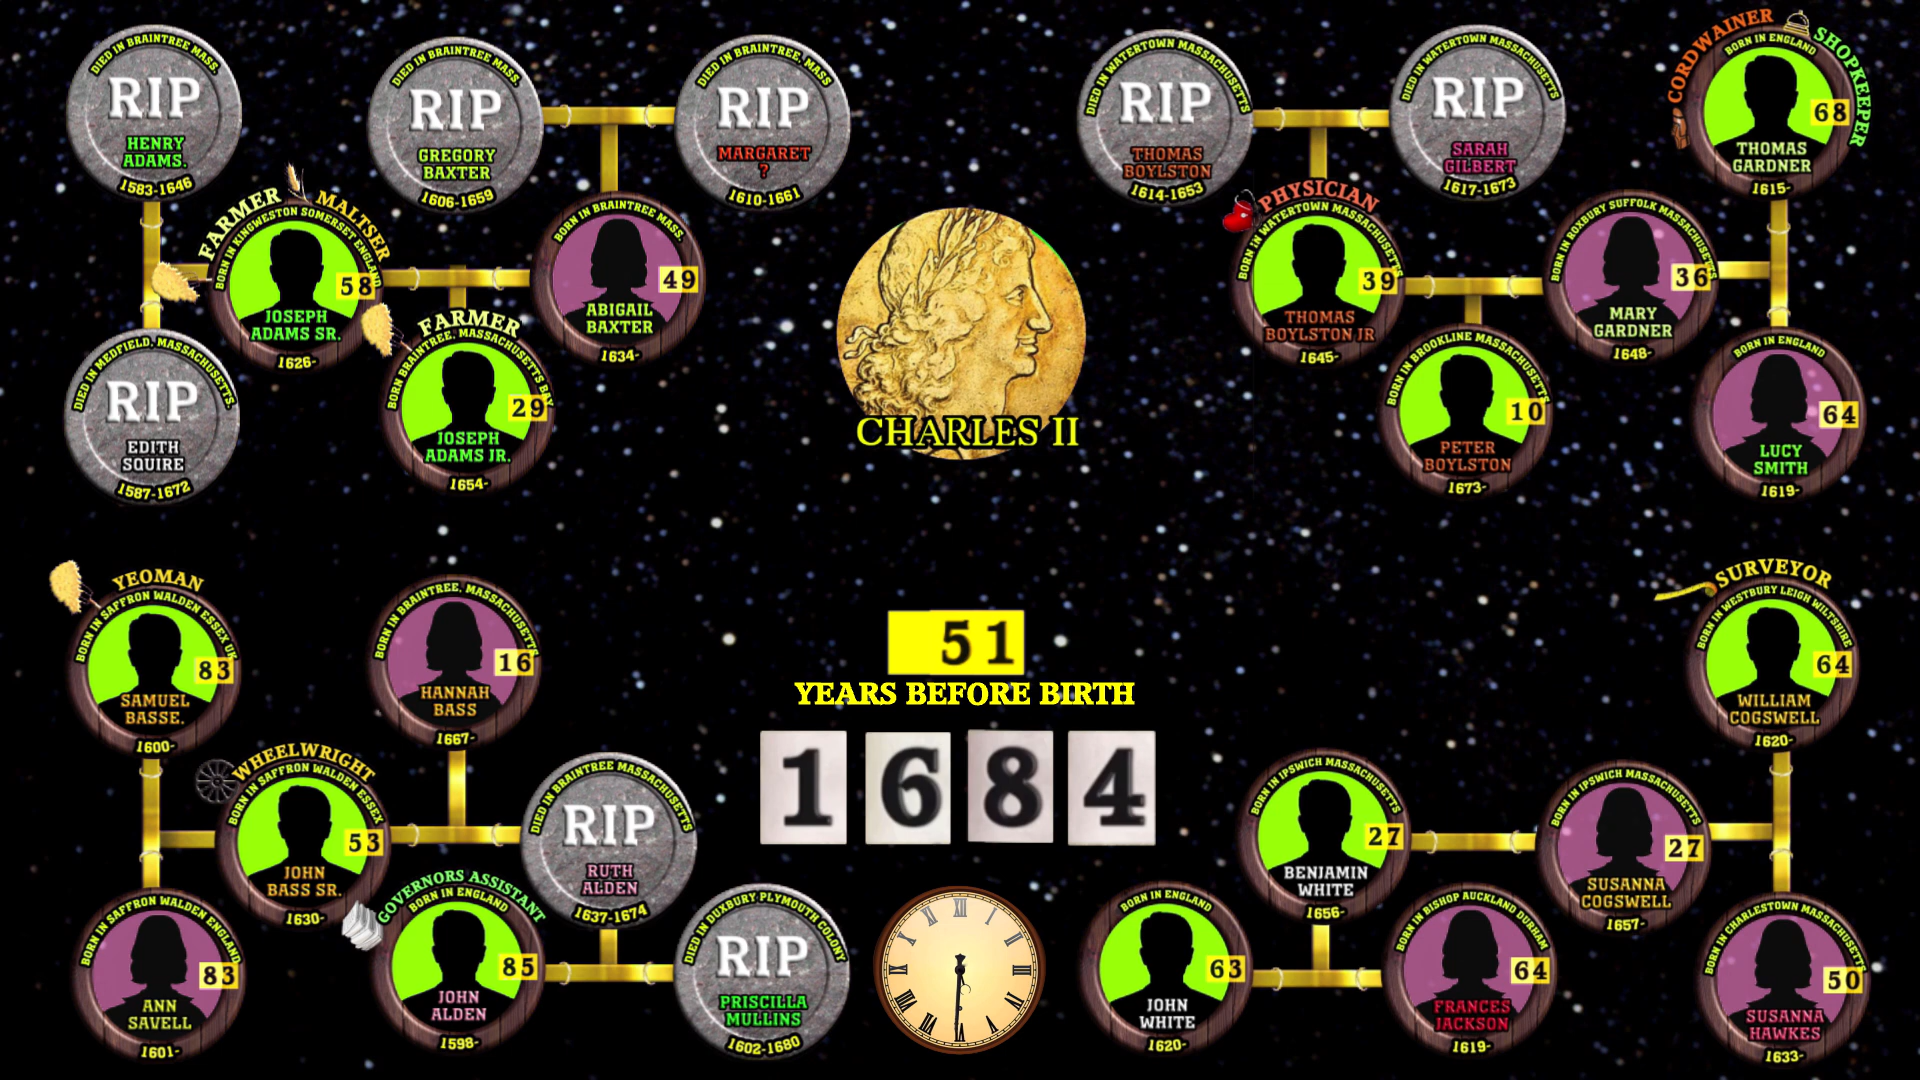 DIED IN BRAINTREE MASS.
RIP
HENRY
ADAMS.
1583-1646
DIED IN BRAINTREE MASS.
RIP
GREGORY
BAXTER
1606-1659
DIED IN BRAINTREE, MASS
RIP
MARGARET
?
1610-1661
DIED IN WATERTOWN MASSACHUSETTS
RIP
THOMAS
BOYLSTON
1614-1653
DIED IN WATERTOWN MASSACHUSETTS
RIP
SARAH
GILBERT
1617-1673
CORDWAINER
SHOPKEEPER
BORN IN ENGLAND
68
THOMAS
GARDNER
1615-
FARMER
MALTSER
BORN IN KINGWESTON SOMERSET ENGLAND
58
JOSEPH
ADAMS SR.
1626-
BORN IN BRAINTREE MASS.
49
ABIGAIL
BAXTER
1634-
PHYSICIAN
BORN IN WATERTOWN MASSACHUSETTS
39
THOMAS
BOYLSTON JR
1645-
BORN IN ROXBURY SUFFOLK MASSACHUSETTS
36
MARY
GARDNER
1648-
DIED IN MEDFIELD, MASSACHUSETTS.
RIP
EDITH
SQUIRE
1587-1672
FARMER
BORN BRAINTREE, MASSACHUSETTS BAY
29
JOSEPH
ADAMS JR.
1654-
CHARLES II
BORN IN BROOKLINE MASSACHUSETTS
10
PETER
BOYLSTON
1673-
BORN IN ENGLAND
64
LUCY
SMITH
1619-
YEOMAN
BORN IN SAFFRON WALDEN ESSEX UK
83
SAMUEL
BASSE.
1600-
BORN IN BRAINTREE, MASSACHUSETTS
16
HANNAH
BASS
1667-
51
YEARS BEFORE BIRTH
1684
SURVEYOR
BORN IN WESTBURY LEIGH WILTSHIRE
64
WILLIAM
COGSWELL
1620-
WHEELWRIGHT
BORN IN SAFFRON WALDEN ESSEX
53
JOHN
BASS SR.
1630-
DIED IN BRAINTREE MASSACHUSETTS
RIP
RUTH
ALDEN
1637-1674
BORN IN IPSWICH MASSACHUSETTS
27
BENJAMIN
WHITE
1656-
BORN IN IPSWICH MASSACHUSETTS
27
SUSANNA
COGSWELL
1657-
BORN IN SAFFRON WALDEN ENGLAND
83
ANN
SAVELL
1601-
GOVERNORS ASSISTANT
BORN IN ENGLAND
85
JOHN
ALDEN
1598-
DIED IN DUXBURY PLYMOUTH COLONY
RIP
PRISCILLA
MULLINS
1602-1680
XII
I
II
III
IIII
V
VI
VII
VIII
IX
X
XI
BORN IN ENGLAND
63
JOHN
WHITE
1620-
BORN IN BISHOP AUCKLAND DURHAM
64
FRANCES
JACKSON
1619-
BORN IN CHARLESTOWN MASSACHUSETTS
50
SUSANNA
HAWKES
1633-